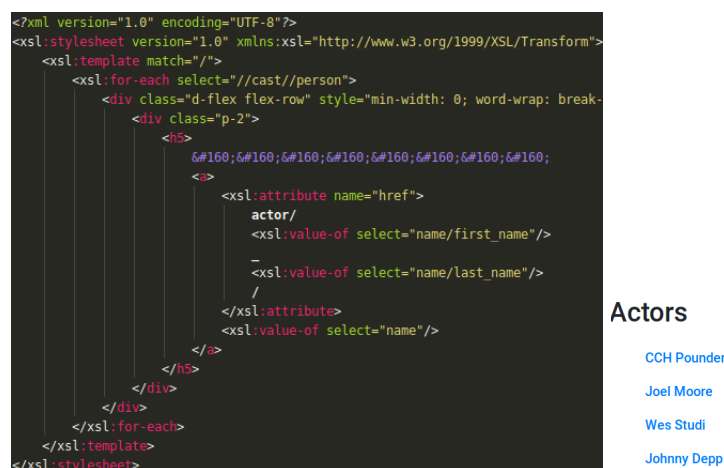 <?xml version="1.0" encoding="UTF-8"?>
<xsl:stylesheet version="1.0" xmlns:xsl="http://www.w3.org/1999/XSL/Transform">
<xsl:template match="/">
<xsl:for-each select="//cast//person">
<div class="d-flex flex-row" style="min-width: 0; word-wrap: break-
<div class="p-2">
<h5>
&#160;&#160;&#160;&#160;&#160;&#160;&#160;&#160;
<a>
<xsl:attribute name="href">
actor/
<xsl:value-of select="name/first_name"/>
_
<xsl:value-of select="name/last_name"/>
/
</xsl:attribute>
<xsl:value-of select="name"/>
</a>
</h5>
</div>
</div>
</xsl:for-each>
</xsl:template>
</xsl:stylesheet>
Actors
CCH Pounder
Joel Moore
Wes Studi
Johnny Depp